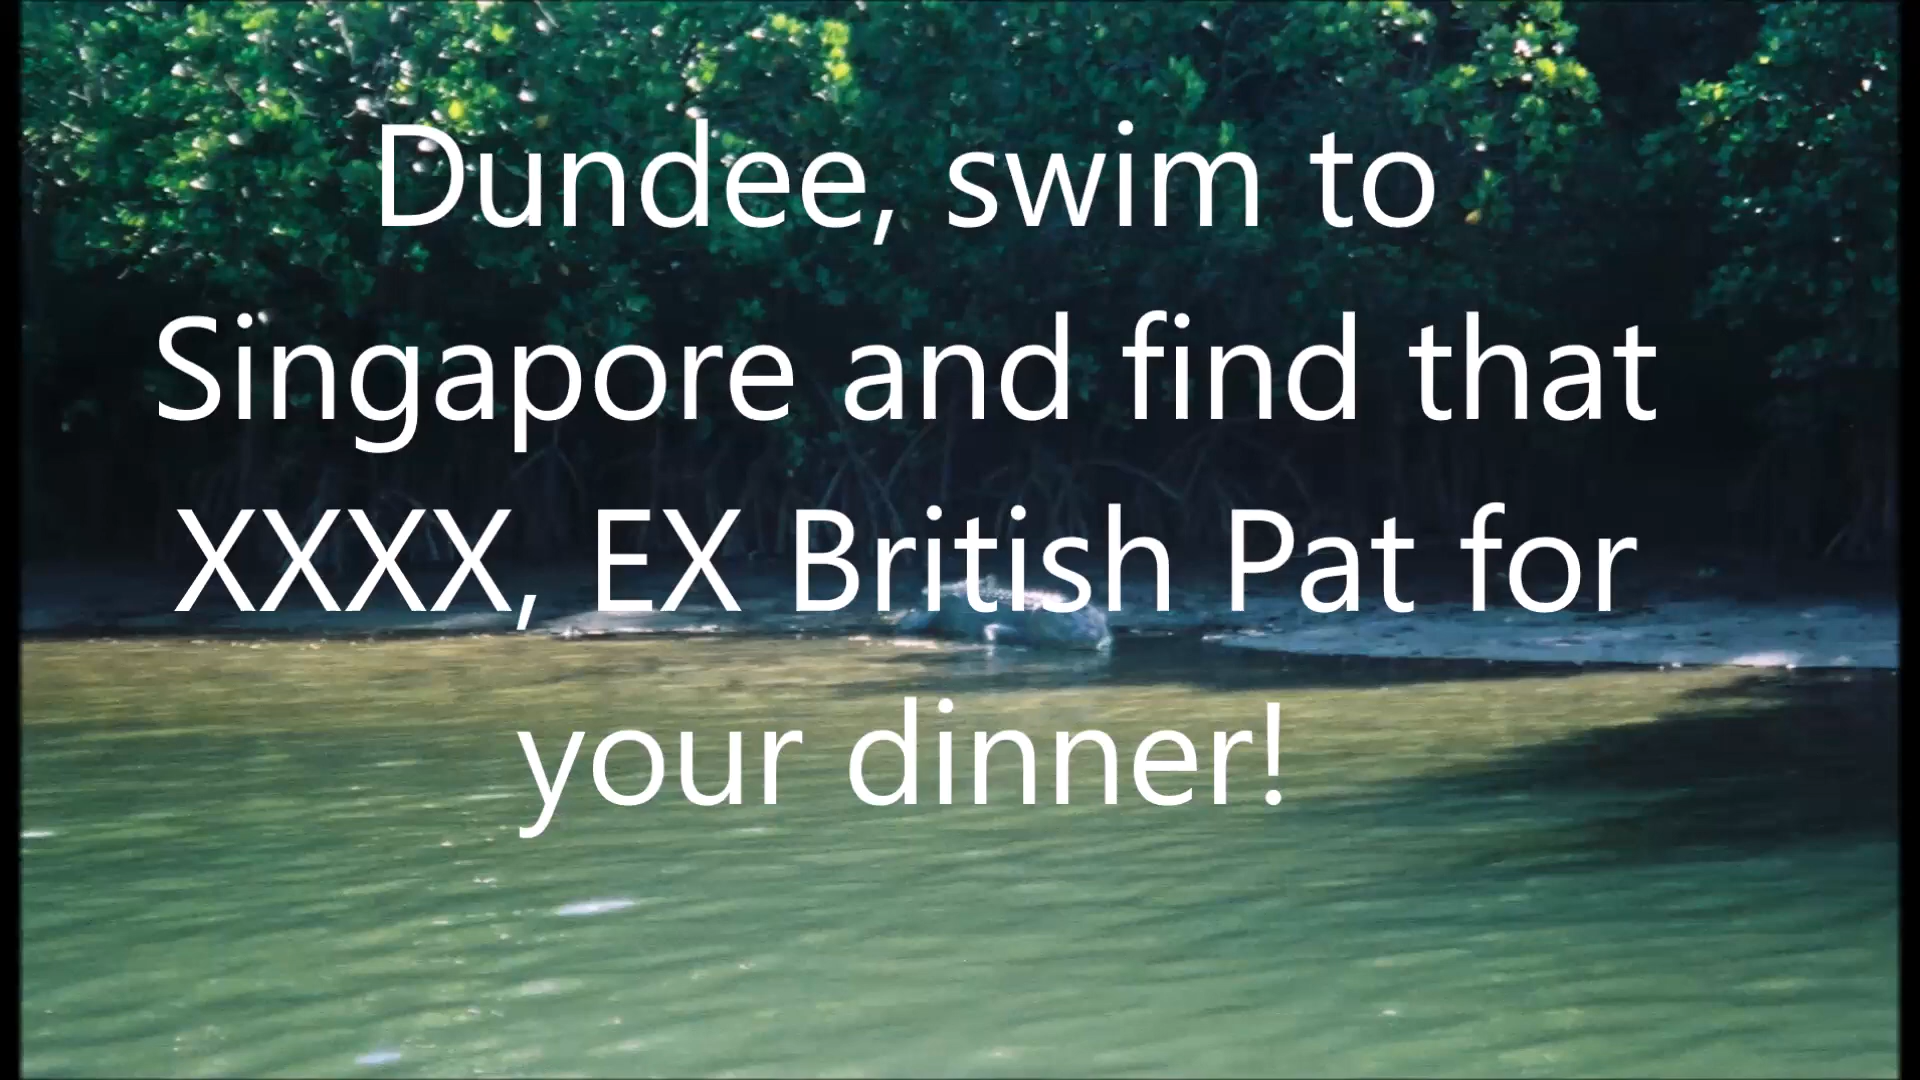 Dundee, swim to
Singapore and find that
XXXX, EX British Pat for
your dinner!